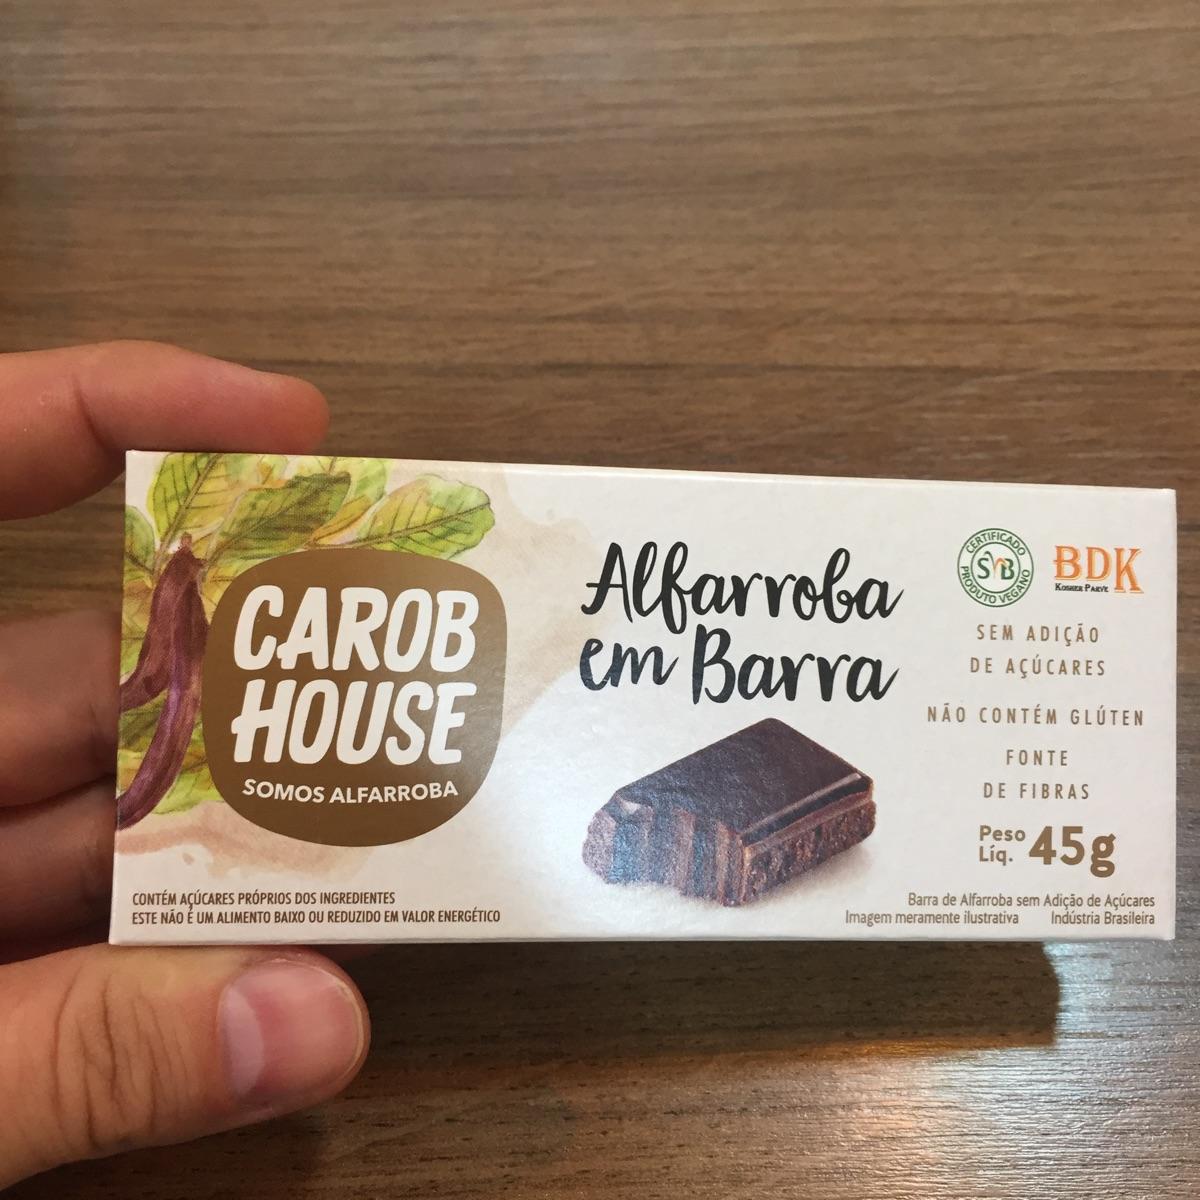 CAROB
HOUSE
SOMOS ALFARROBA
CONTÉM AÇÚCARES PRÓPRIOS DOS INGREDIENTES
ESTE NÃO É UM ALIMENTO BAIXO OU REDUZIDO EM VALOR ENERGÉTICO
Alfarroba
em Barra
CERTIFICADO
SVB
PRODUTO VEGANO
BDK
KOSHER PARVE
SEM ADIÇÃO
DE AÇÚCARES
NÃO CONTÉM GLÚTEN
FONTE
DE FIBRAS
Peso
Líq. 45g
Barra de Alfarroba sem Adição de Açúcares
Imagem meramente ilustrativa Indústria Brasileira